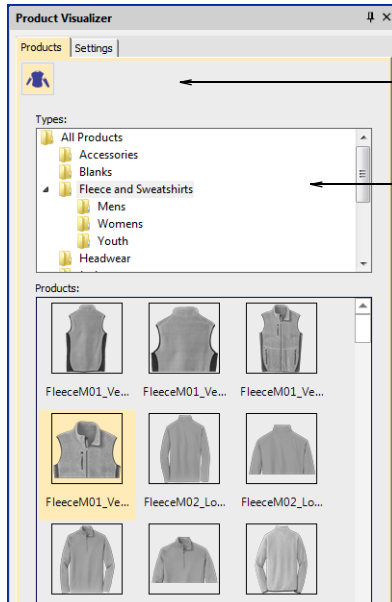 Product Visualizer
Products Settings
Types:
All Products
Accessories
Blanks
Fleece and Sweatshirts
Mens
Womens
Youth
Headwear
Products:
FleeceM01_Ve... FleeceM01_Ve... FleeceM01_Ve...
FleeceM01_Ve... FleeceM02_Lo... FleeceM02_Lo...